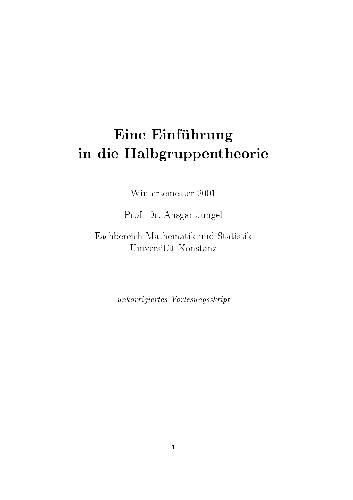 Eine Einführung
in die Halbgruppentheorie
Wintersemester 2001
Prof. Dr. Ansgar Jüngel
Fachbereich Mathematik und Statistik
Universität Konstanz
unkorrigiertes Vorlesungsskript
1